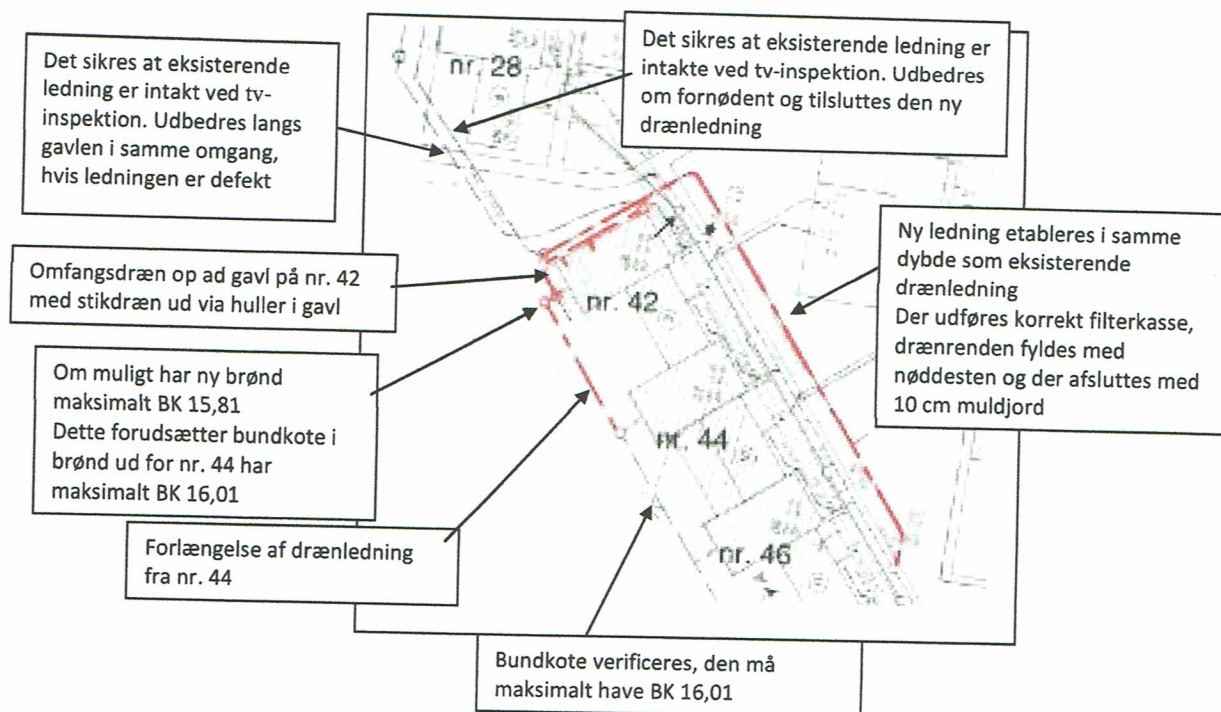 Det sikres at eksisterende
ledning er intakt ved tv-
inspektion. Udbedres langs
gavlen i samme omgang,
hvis ledningen er defekt
Det sikres at eksisterende ledning er
intakte ved tv-inspektion. Udbedres
om fornødent og tilsluttes den ny
drænledning
nr. 28
Omfangsdræn op ad gavl på nr. 42
med stikdræn ud via huller i gavl
Ny ledning etableres i samme
dybde som eksisterende
drænledning
Der udføres korrekt filterkasse,
drænrenden fyldes med
nøddesten og der afsluttes med
10 cm muldjord
nr. 42
Om muligt har ny brønd
maksimalt BK 15,81
Dette forudsætter bundkote i
brønd ud for nr. 44 har
maksimalt BK 16,01
nr. 44
Forlængelse af drænledning
fra nr. 44
nr. 46
Bundkote verificeres, den må
maksimalt have BK 16,01